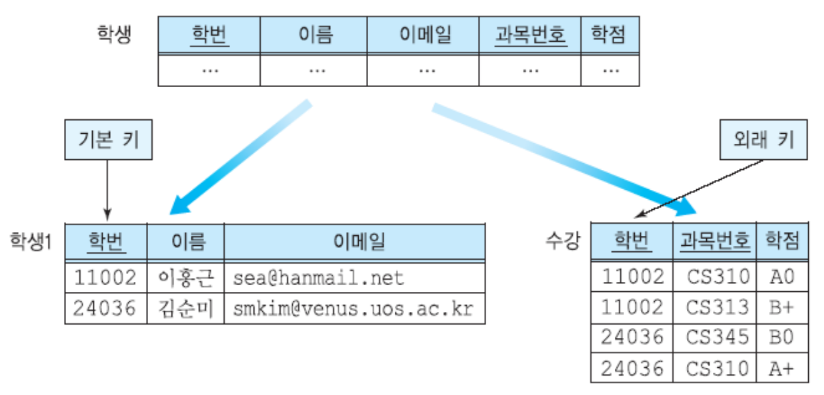 학생 학번 이름 이메일 과목번호 학점
... ... ... ... ...
기본 키
외래 키
학생1 학번 이름 이메일
11002 이홍근 sea@hanmail.net
24036 김순미 smkim@venus.uos.ac.kr
수강 학번 과목번호 학점
11002 CS310 A0
11002 CS313 B+
24036 CS345 B0
24036 CS310 A+